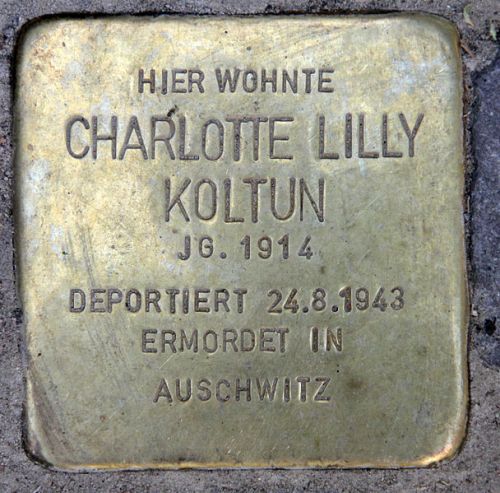 HIER WOHNTE
CHARLOTTE LILLY
KOLTUN
JG. 1914
DEPORTIERT 24.8.1943
ERMORDET IN
AUSCHWITZ